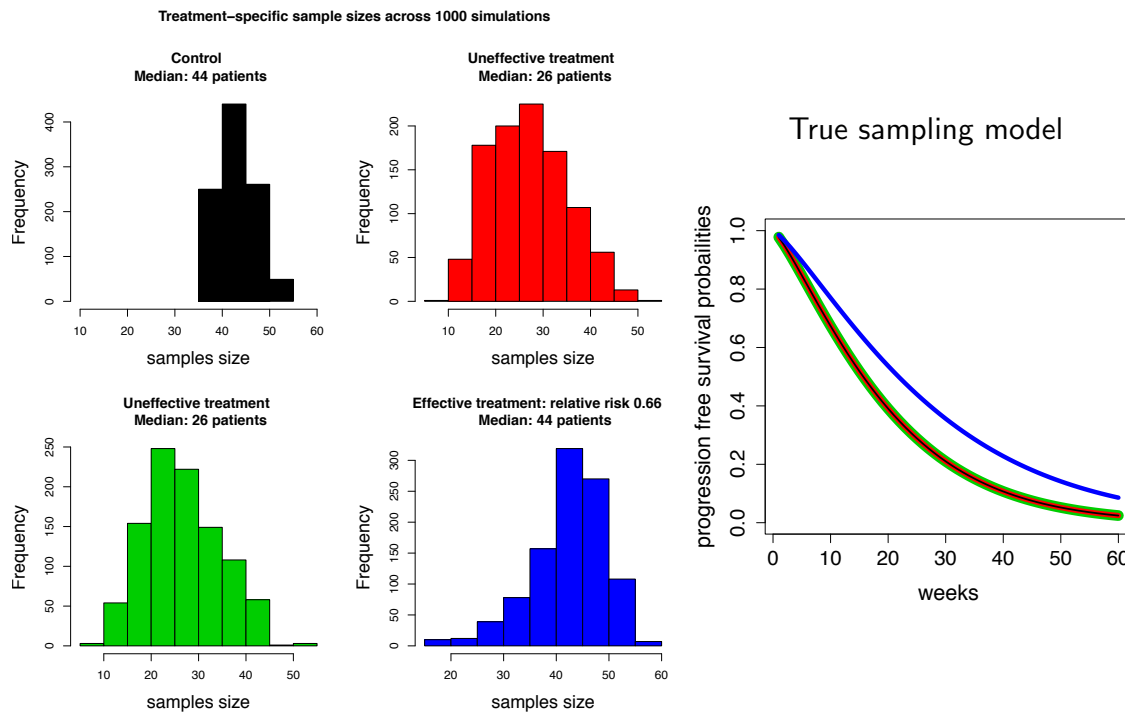 Treatment–specific sample sizes across 1000 simulations
Control
Median: 44 patients
Frequency
0 100 200 300 400
10 20 30 40 50 60
samples size
Uneffective treatment
Median: 26 patients
Frequency
0 50 100 150 200
10 20 30 40 50
samples size
Uneffective treatment
Median: 26 patients
Frequency
0 50 100 150 200 250
10 20 30 40 50
samples size
Effective treatment: relative risk 0.66
Median: 44 patients
Frequency
0 50 100 150 200 250 300
20 30 40 50 60
samples size
True sampling model
progression free survival probailities
0.0 0.2 0.4 0.6 0.8 1.0
0 10 20 30 40 50 60
weeks